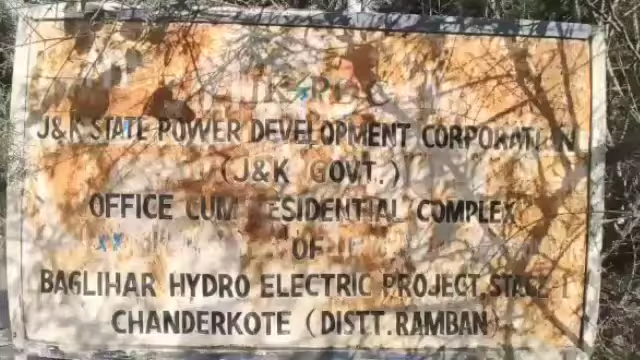 J&K STATE POWER DEVELOPMENT CORPORATION
(J&K GOVT.)
OFFICE CUM RESIDENTIAL COMPLEX
OF
BAGLIHAR HYDRO ELECTRIC PROJECT, STAGE-I
CHANDERKOTE (DISTT. RAMBAN)